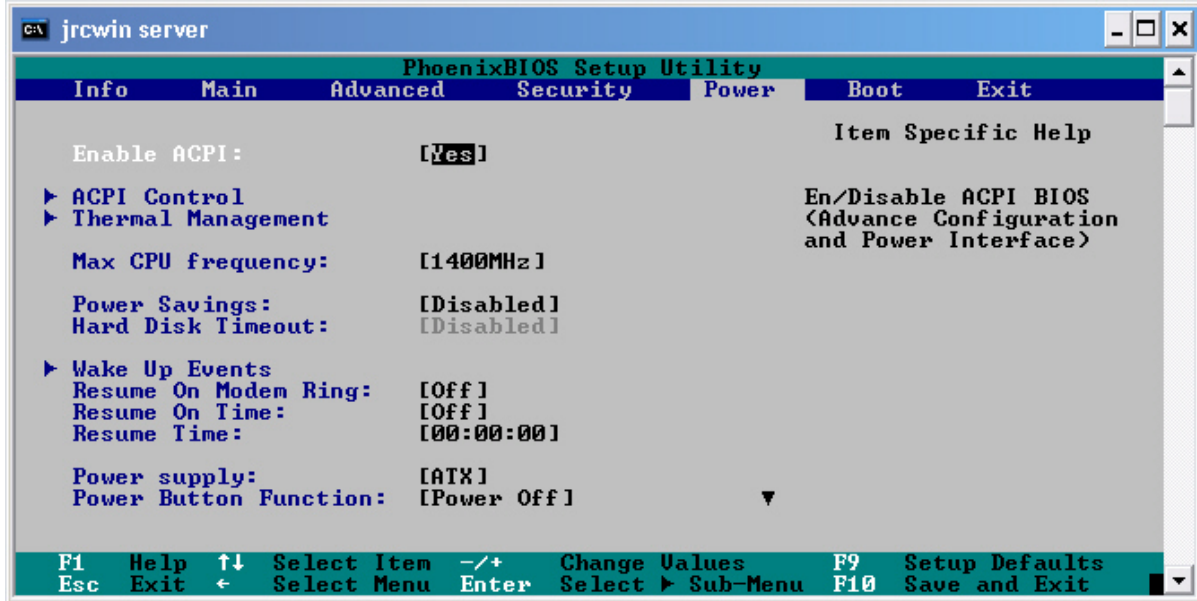 jrcwin server
PhoenixBIOS Setup Utility
Info Main Advanced Security Power Boot Exit
Item Specific Help
Enable ACPI: [Yes]
▶ ACPI Control
▶ Thermal Management
En/Disable ACPI BIOS
(Advance Configuration
and Power Interface)
Max CPU frequency: [1400MHz]
Power Savings: [Disabled]
Hard Disk Timeout: [Disabled]
▶ Wake Up Events
Resume On Modem Ring: [Off]
Resume On Time: [Off]
Resume Time: [00:00:00]
Power supply: [ATX]
Power Button Function: [Power Off]
F1 Help ↑↓ Select Item -/+ Change Values F9 Setup Defaults
Esc Exit ← Select Menu Enter Select ▶ Sub-Menu F10 Save and Exit